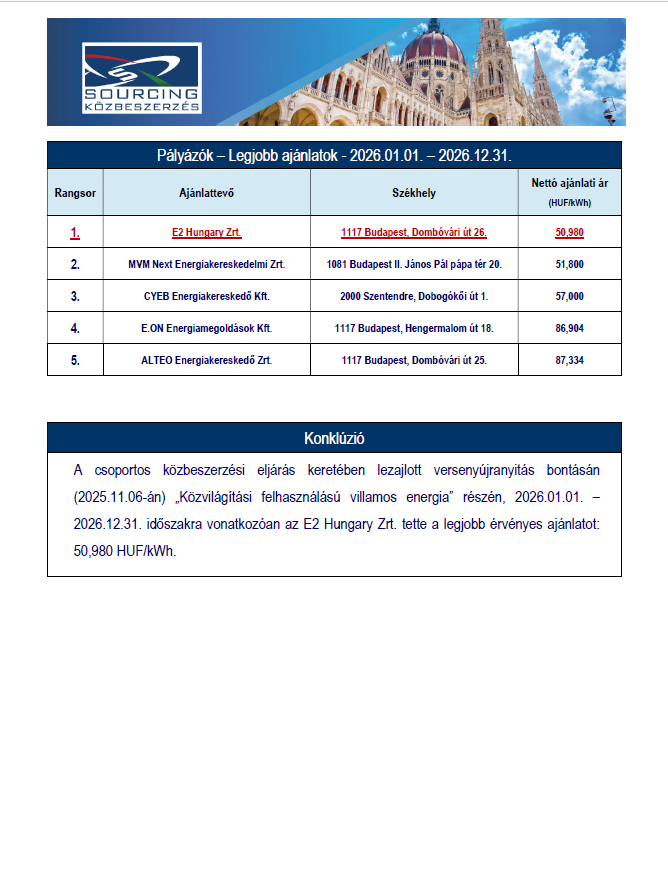 SOURCING
KÖZBESZERZÉS
Pályázók – Legjobb ajánlatok - 2026.01.01. – 2026.12.31.
Rangsor Ajánlattevő Székhely Nettó ajánlati ár (HUF/kWh)
1. E2 Hungary Zrt. 1117 Budapest, Dombóvári út 26. 50,980
2. MVM Next Energiakereskedelmi Zrt. 1081 Budapest II. János Pál pápa tér 20. 51,800
3. CYEB Energiakereskedő Kft. 2000 Szentendre, Dobogókői út 1. 57,000
4. E.ON Energiamegoldások Kft. 1117 Budapest, Hengermalom út 18. 86,904
5. ALTEO Energiakereskedő Zrt. 1117 Budapest, Dombóvári út 25. 87,334
Konklúzió
A csoportos közbeszerzési eljárás keretében lezajlott versenyújranyitás bontásán
(2025.11.06-án) „Közvilágítási felhasználású villamos energia” részén, 2026.01.01. –
2026.12.31. időszakra vonatkozóan az E2 Hungary Zrt. tette a legjobb érvényes ajánlatot:
50,980 HUF/kWh.